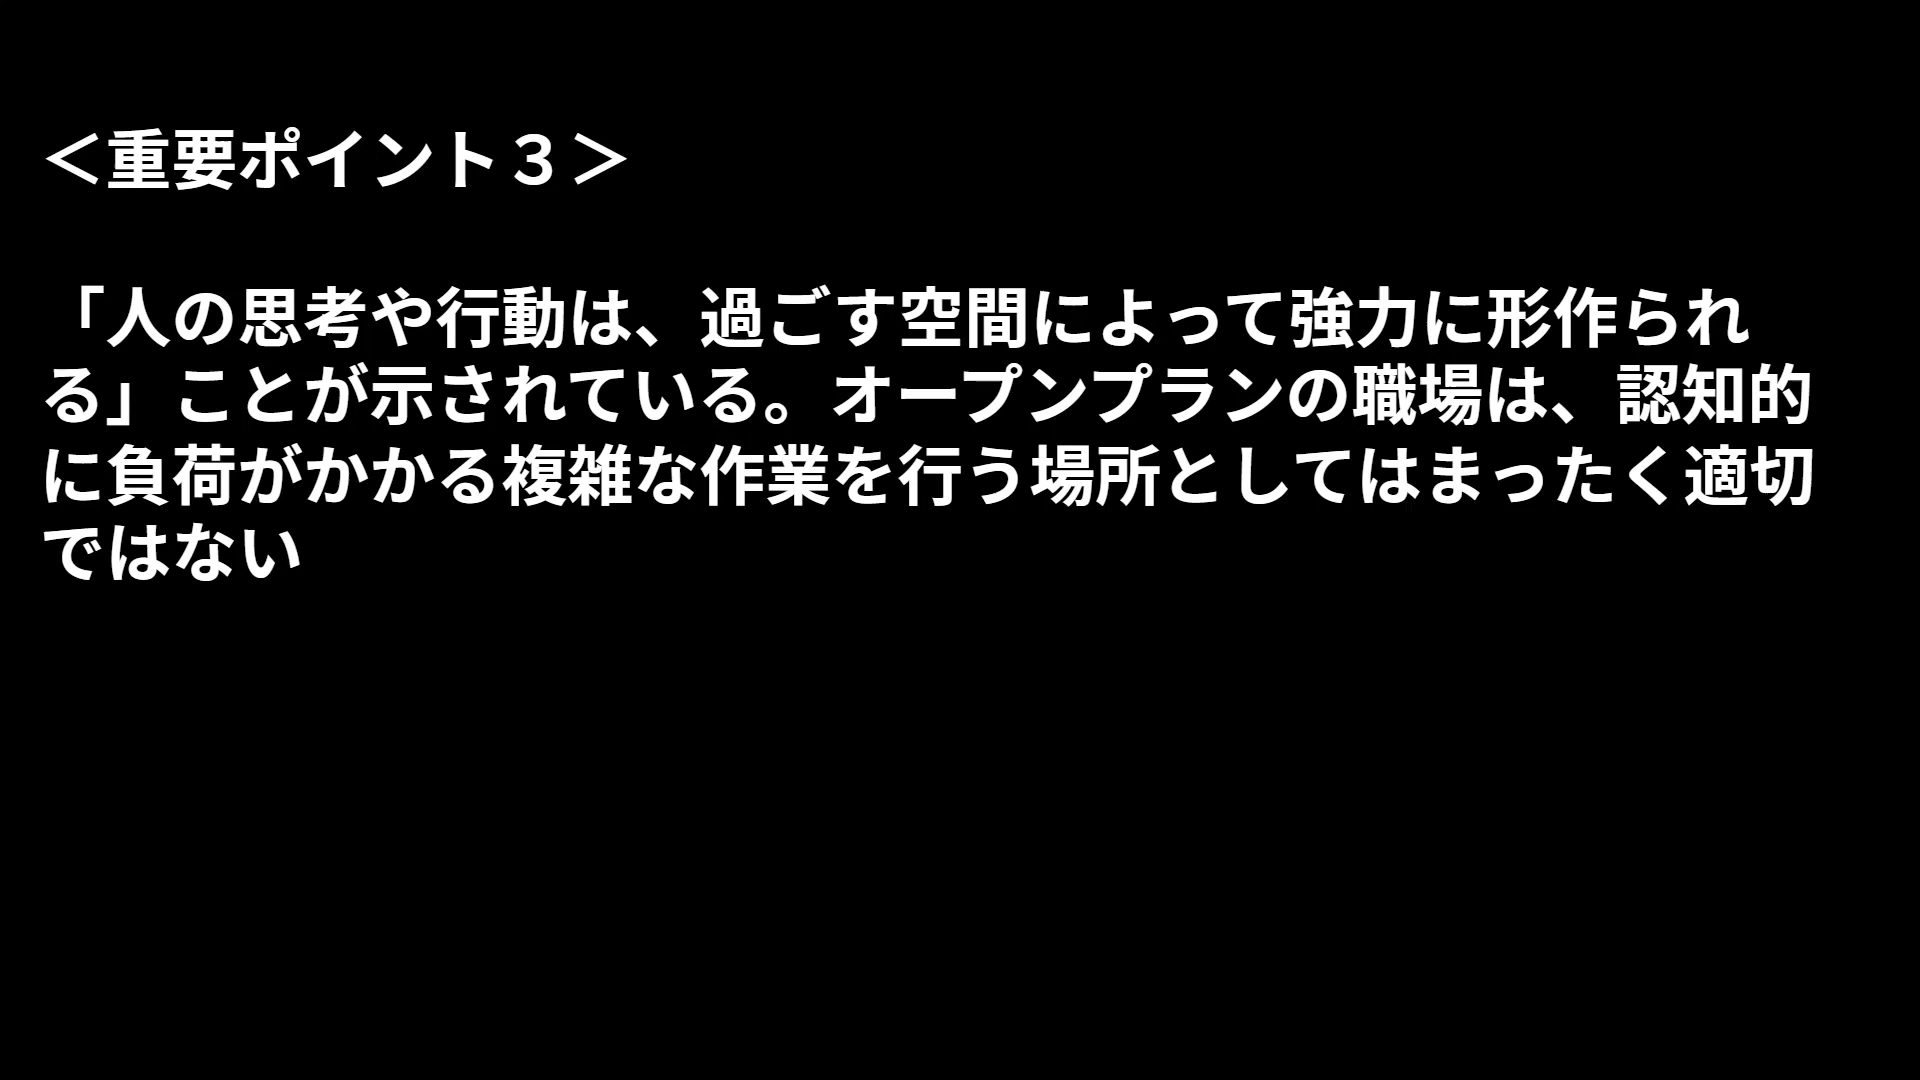 ＜重要ポイント３＞
「人の思考や行動は、過ごす空間によって強力に形作られ
る」ことが示されている。オープンプランの職場は、認知的
に負荷がかかる複雑な作業を行う場所としてはまったく適切
ではない